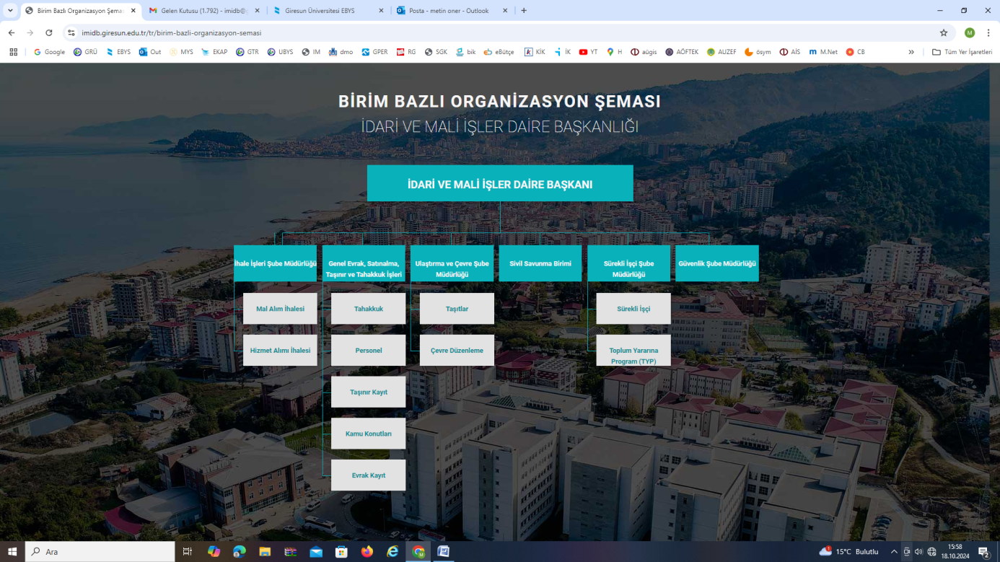 Birim Bazlı Organizasyon Şemas
Gelen Kutusu (1.792) - imidb@g
Giresun Üniversitesi EBYS
Posta - metin oner - Outlook
imidb.giresun.edu.tr/tr/birim-bazli-organizasyon-semasi
M
Google GRÜ EBYS Out MYS EKAP GTR UBYS IM dmo GPER RG SGK bik eBütçe KİK İK YT H aügis AÖFTEK AUZEF ösym AİS M.Net CB » Tüm Yer İşaretleri
BİRİM BAZLI ORGANİZASYON ŞEMASI
İDARİ VE MALİ İŞLER DAİRE BAŞKANLIĞI
İDARİ VE MALİ İŞLER DAİRE BAŞKANI
İhale İşleri Şube Müdürlüğü
Mal Alım İhalesi
Hizmet Alımı İhalesi
Genel Evrak, Satınalma,
Taşınır ve Tahakkuk İşleri
Tahakkuk
Personel
Taşınır Kayıt
Kamu Konutları
Evrak Kayıt
Ulaştırma ve Çevre Şube
Müdürlüğü
Taşıtlar
Çevre Düzenleme
Sivil Savunma Birimi
Sürekli İşçi Şube
Müdürlüğü
Sürekli İşçi
Toplum Yararına
Program (TYP)
Güvenlik Şube Müdürlüğü
Ara
15°C Bulutlu
15:58
18.10.2024
2